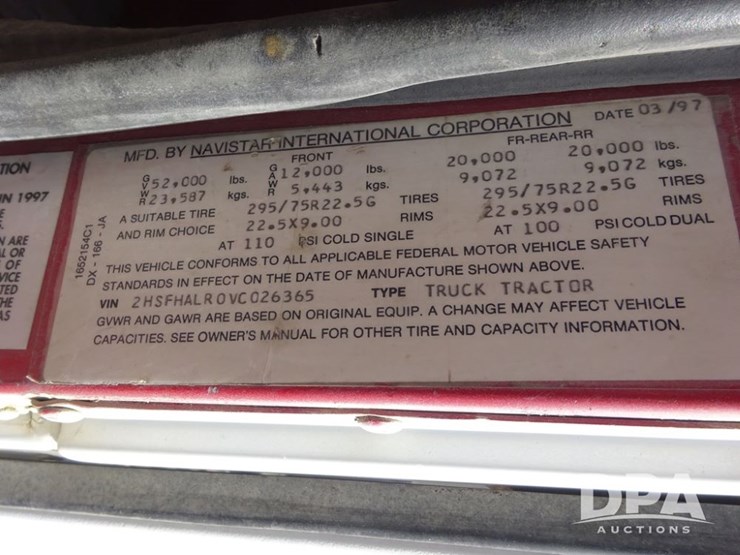 MFD. BY NAVISTAR INTERNATIONAL CORPORATION DATE 03/97
FRONT FR-REAR-RR
GVWR 52,000 lbs. GAWR 12,000 lbs. 20,000 20,000 lbs.
23,587 kgs. 5,443 kgs. 9,072 9,072 kgs.
A SUITABLE TIRE 295/75R22.5G TIRES 295/75R22.5G TIRES
AND RIM CHOICE 22.5X9.00 RIMS 22.5X9.00 RIMS
AT 110 PSI COLD SINGLE AT 100 PSI COLD DUAL
THIS VEHICLE CONFORMS TO ALL APPLICABLE FEDERAL MOTOR VEHICLE SAFETY
STANDARDS IN EFFECT ON THE DATE OF MANUFACTURE SHOWN ABOVE.
VIN 2HSFHALR0VC026365 TYPE TRUCK TRACTOR
GVWR AND GAWR ARE BASED ON ORIGINAL EQUIP. A CHANGE MAY AFFECT VEHICLE
CAPACITIES. SEE OWNER'S MANUAL FOR OTHER TIRE AND CAPACITY INFORMATION.
1652154C1
DX - 166 - JA
IN 1997
ARE
OF
DPA
AUCTIONS